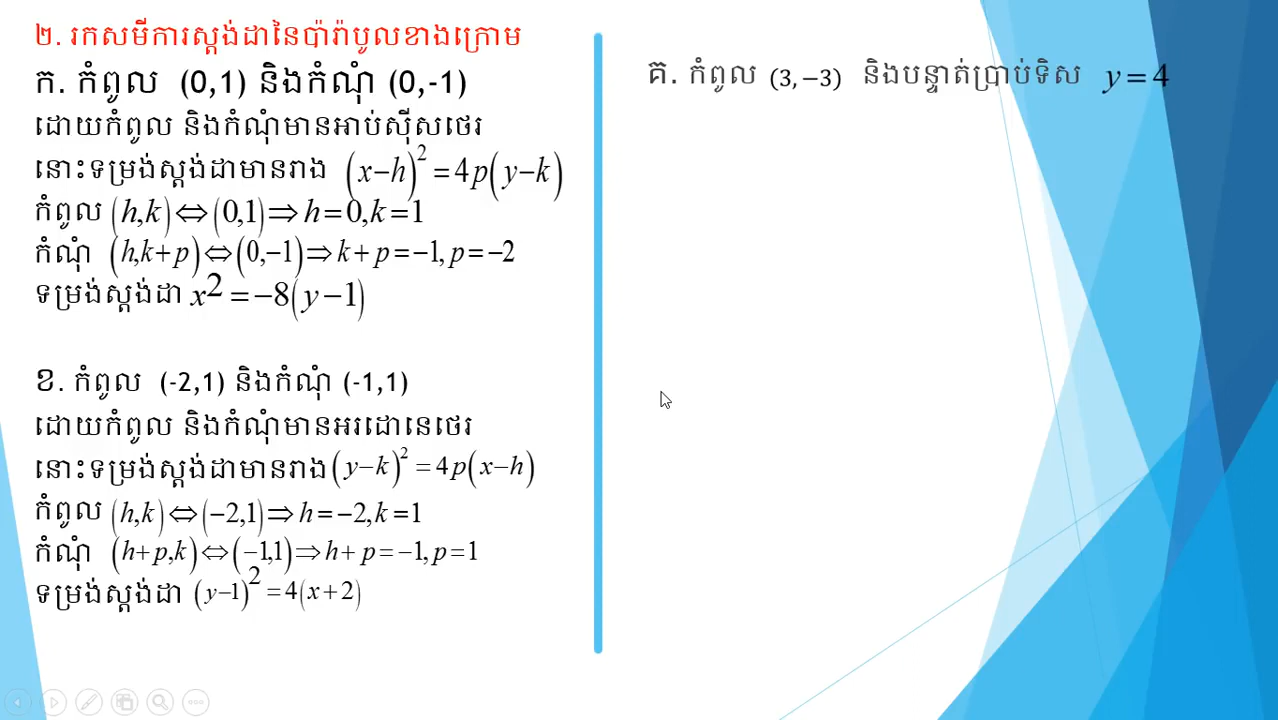 ២. រកសមីការស្តង់ដានៃប៉ារ៉ាបូលខាងក្រោម
ក. កំពូល (0,1) និងកំណុំ (0,-1)
ដោយកំពូល និងកំណុំមានអាប់ស៊ីសថេរ
នោះទម្រង់ស្តង់ដាមានរាង (x−h)² = 4p(y−k)
កំពូល (h,k)⇔(0,1)⇒h=0,k=1
កំណុំ (h,k+p)⇔(0,−1)⇒k+p=−1,p=−2
ទម្រង់ស្តង់ដា x² = −8(y−1)
ខ. កំពូល (-2,1) និងកំណុំ (-1,1)
ដោយកំពូល និងកំណុំមានអរដោនេថេរ
នោះទម្រង់ស្តង់ដាមានរាង (y−k)² = 4p(x−h)
កំពូល (h,k)⇔(−2,1)⇒h=−2,k=1
កំណុំ (h+p,k)⇔(−1,1)⇒h+p=−1,p=1
ទម្រង់ស្តង់ដា (y−1)² = 4(x+2)
គ. កំពូល (3,−3) និងបន្ទាត់ប្រាប់ទិស y=4